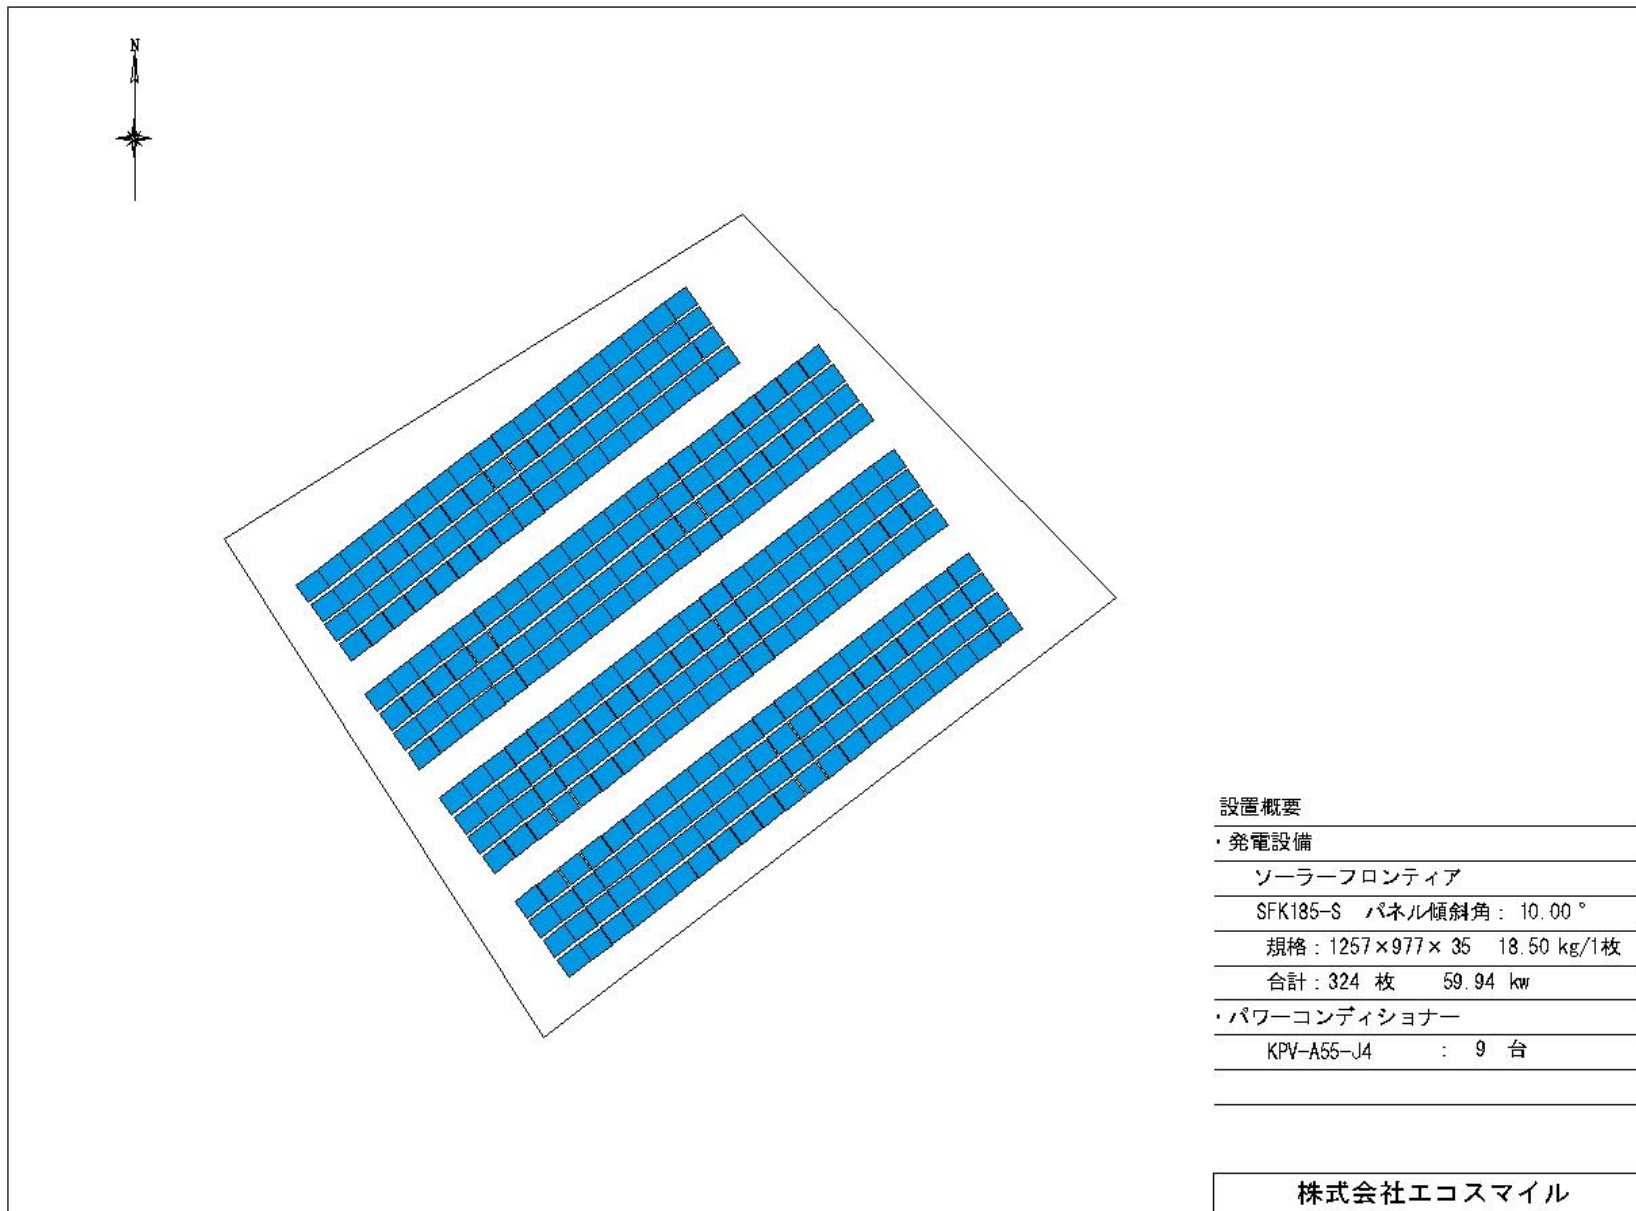 N
設置概要
・発電設備
ソーラーフロンティア
SFK185-S パネル傾斜角：10.00°
規格：1257×977×35 18.50 kg/1枚
合計：324 枚 59.94 kw
・パワーコンディショナー
KPV-A55-J4 ： 9 台
株式会社エコスマイル